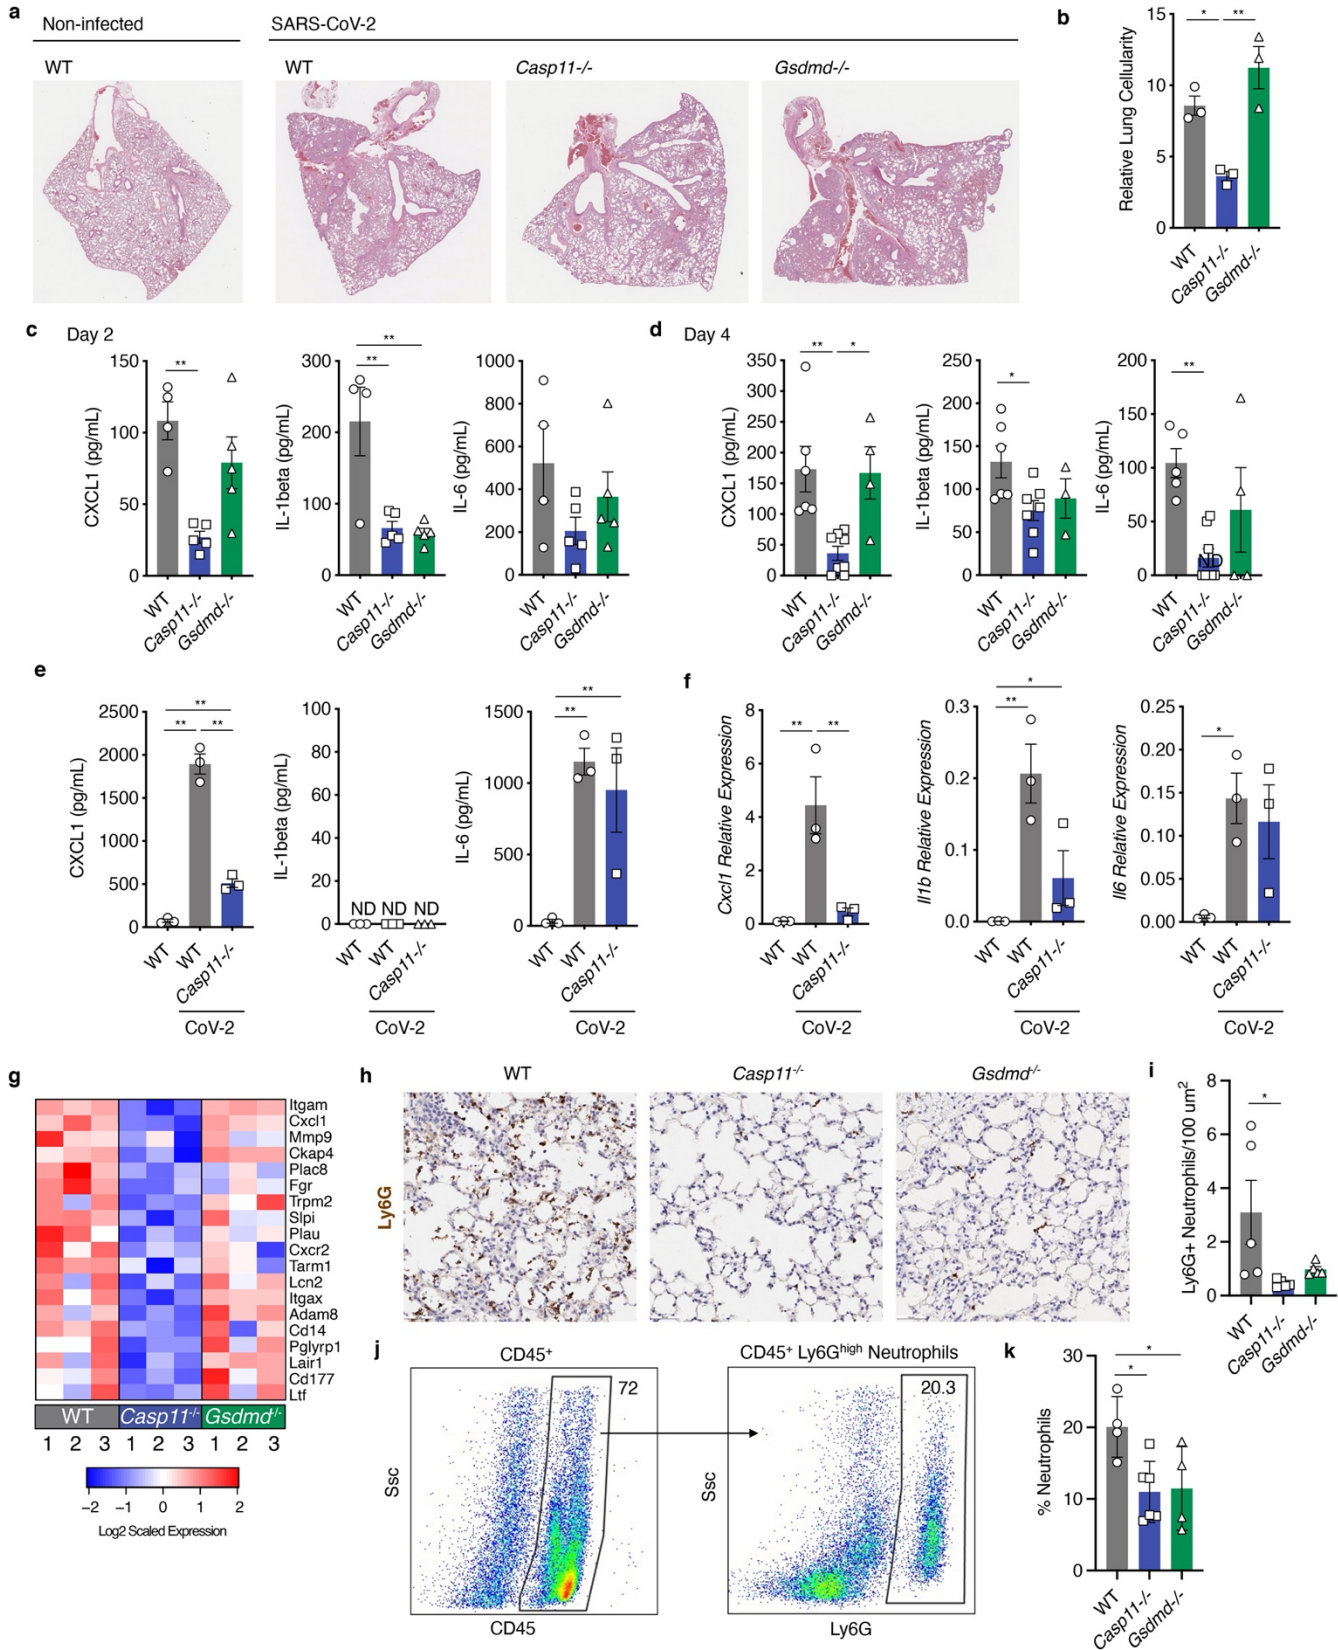 a
Non-infected
SARS-CoV-2
WT
WT
Casp11-/-
Gsdmd-/-
b
Relative Lung Cellularity
15
10
5
0
*
**
WT
Casp11-/-
Gsdmd-/-
c
Day 2
CXCL1 (pg/mL)
150
100
50
0
**
WT
Casp11-/-
Gsdmd-/-
IL-1beta (pg/mL)
300
200
100
0
**
**
WT
Casp11-/-
Gsdmd-/-
IL-6 (pg/mL)
1000
800
600
400
200
0
WT
Casp11-/-
Gsdmd-/-
d
Day 4
CXCL1 (pg/mL)
350
300
250
200
150
100
50
0
**
*
WT
Casp11-/-
Gsdmd-/-
IL-1beta (pg/mL)
250
200
150
100
50
0
*
WT
Casp11-/-
Gsdmd-/-
IL-6 (pg/mL)
200
150
100
50
0
**
WT
Casp11-/-
Gsdmd-/-
e
CXCL1 (pg/mL)
2500
2000
1500
1000
500
0
**
**
**
WT
WT
Casp11-/-
CoV-2
IL-1beta (pg/mL)
100
80
60
40
20
0
ND ND ND
WT
WT
Casp11-/-
CoV-2
IL-6 (pg/mL)
1500
1000
500
0
**
**
WT
WT
Casp11-/-
CoV-2
f
Cxcl1 Relative Expression
8
6
4
2
0
**
**
WT
WT
Casp11-/-
CoV-2
Il1b Relative Expression
0.3
0.2
0.1
0.0
*
**
WT
WT
Casp11-/-
CoV-2
Il6 Relative Expression
0.25
0.20
0.15
0.10
0.05
0.00
*
WT
WT
Casp11-/-
CoV-2
g
Itgam
Cxcl1
Mmp9
Ckap4
Plac8
Fgr
Trpm2
Slpi
Plau
Cxcr2
Tarm1
Lcn2
Itgax
Adam8
Cd14
Pglyrp1
Lair1
Cd177
Ltf
WT Casp11-/- Gsdmd-/-
1 2 3 1 2 3 1 2 3
−2 −1 0 1 2
Log2 Scaled Expression
h
WT
Casp11-/-
Gsdmd-/-
Ly6G
i
Ly6G+ Neutrophils/100 um2
8
6
4
2
0
*
WT
Casp11-/-
Gsdmd-/-
j
CD45+
72
Ssc
CD45
CD45+ Ly6Ghigh Neutrophils
20.3
Ssc
Ly6G
k
% Neutrophils
30
20
10
0
*
*
WT
Casp11-/-
Gsdmd-/-